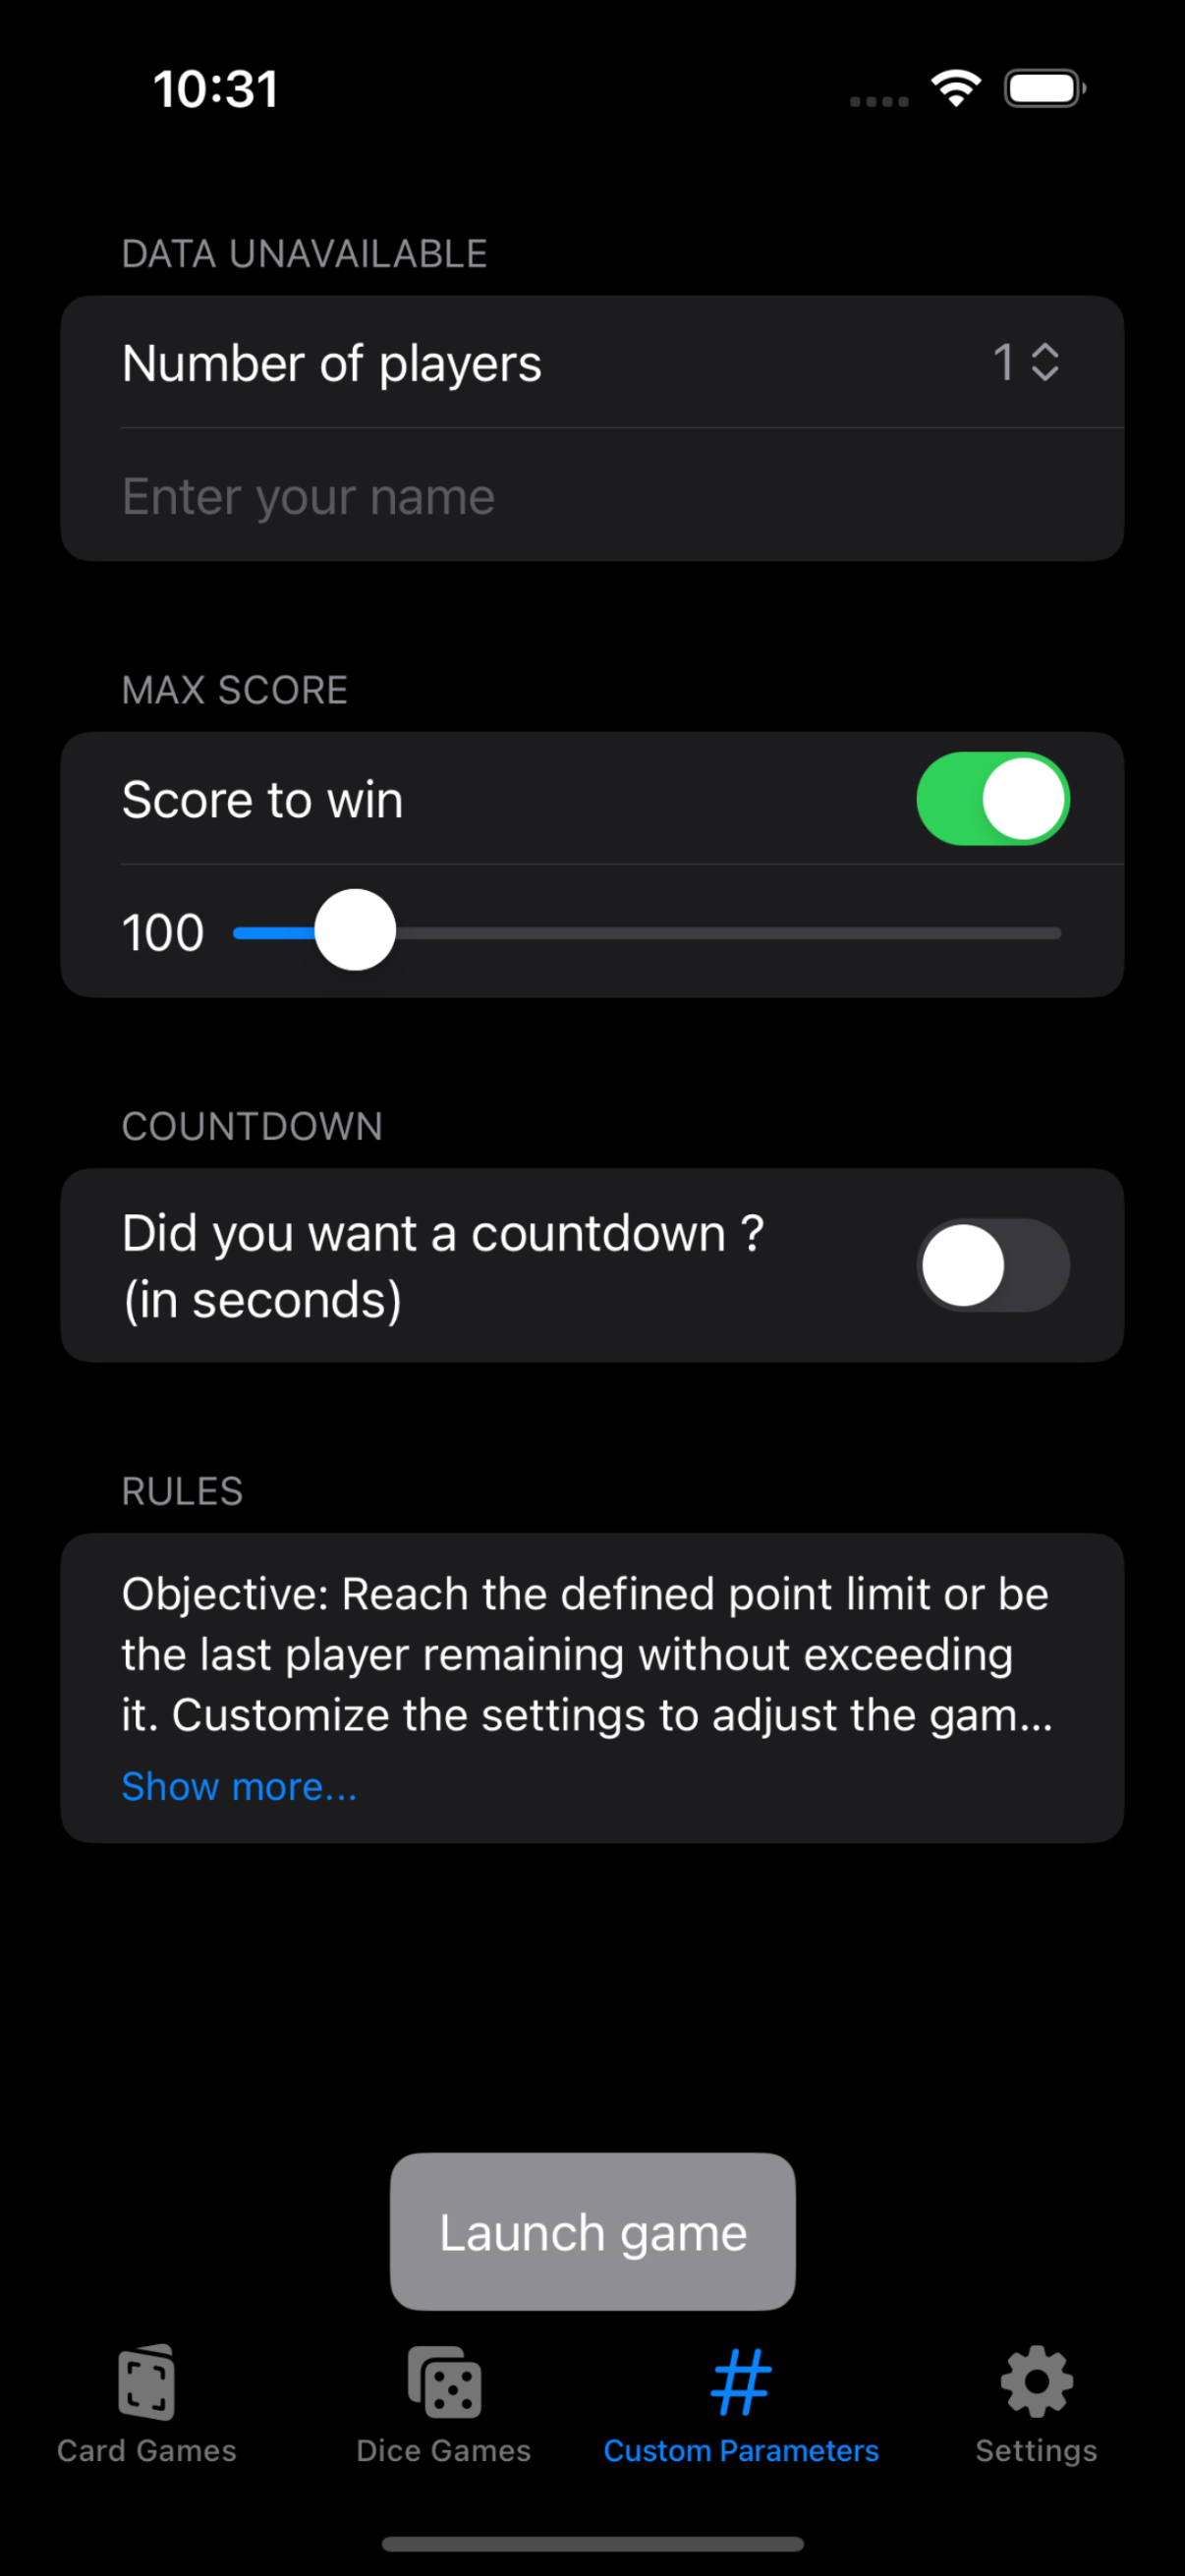 10:31
DATA UNAVAILABLE
Number of players 1
Enter your name
MAX SCORE
Score to win
100
COUNTDOWN
Did you want a countdown ?
(in seconds)
RULES
Objective: Reach the defined point limit or be
the last player remaining without exceeding
it. Customize the settings to adjust the gam...
Show more...
Launch game
Card Games Dice Games Custom Parameters Settings